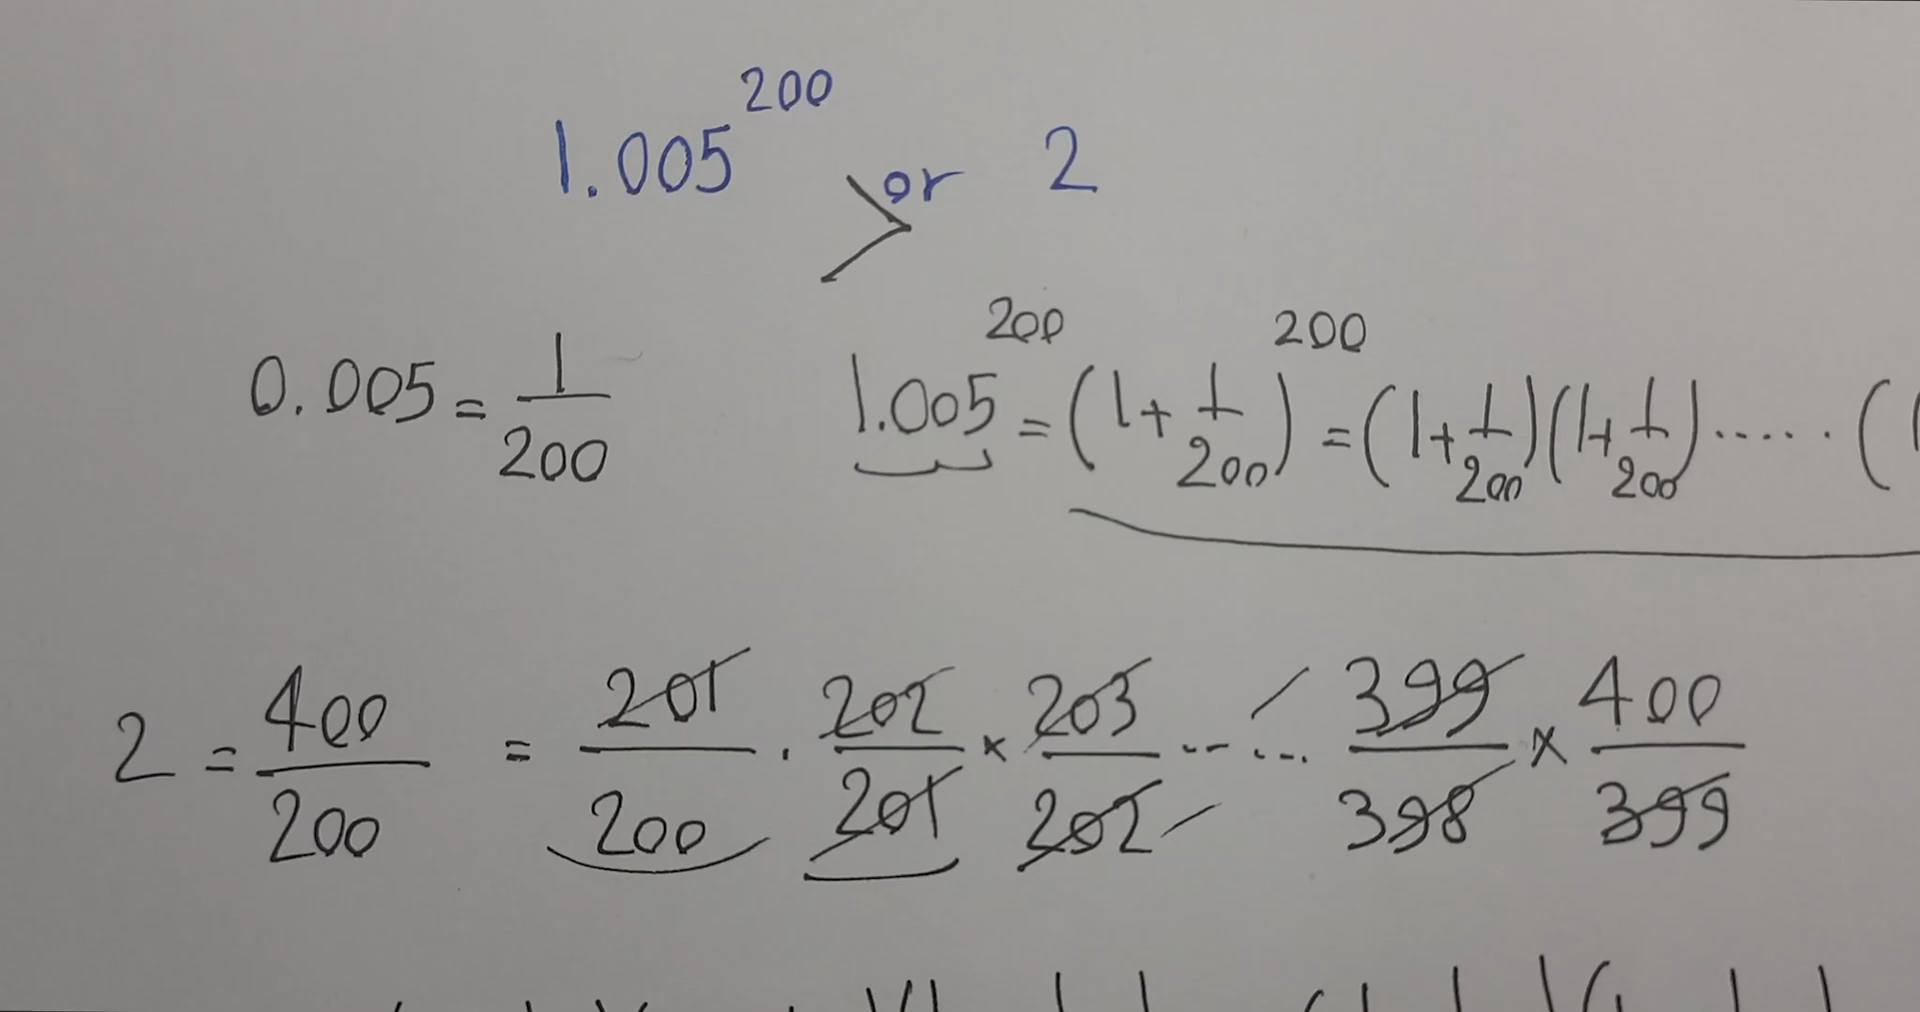 1.005^200 > or 2
0.005 = 1/200
1.005^200 = (1 + 1/200)^200 = (1 + 1/200)(1 + 1/200) ..... (
2 = 400/200 = 201/200 . 202/201 × 203/202 ..... 399/398 × 400/399